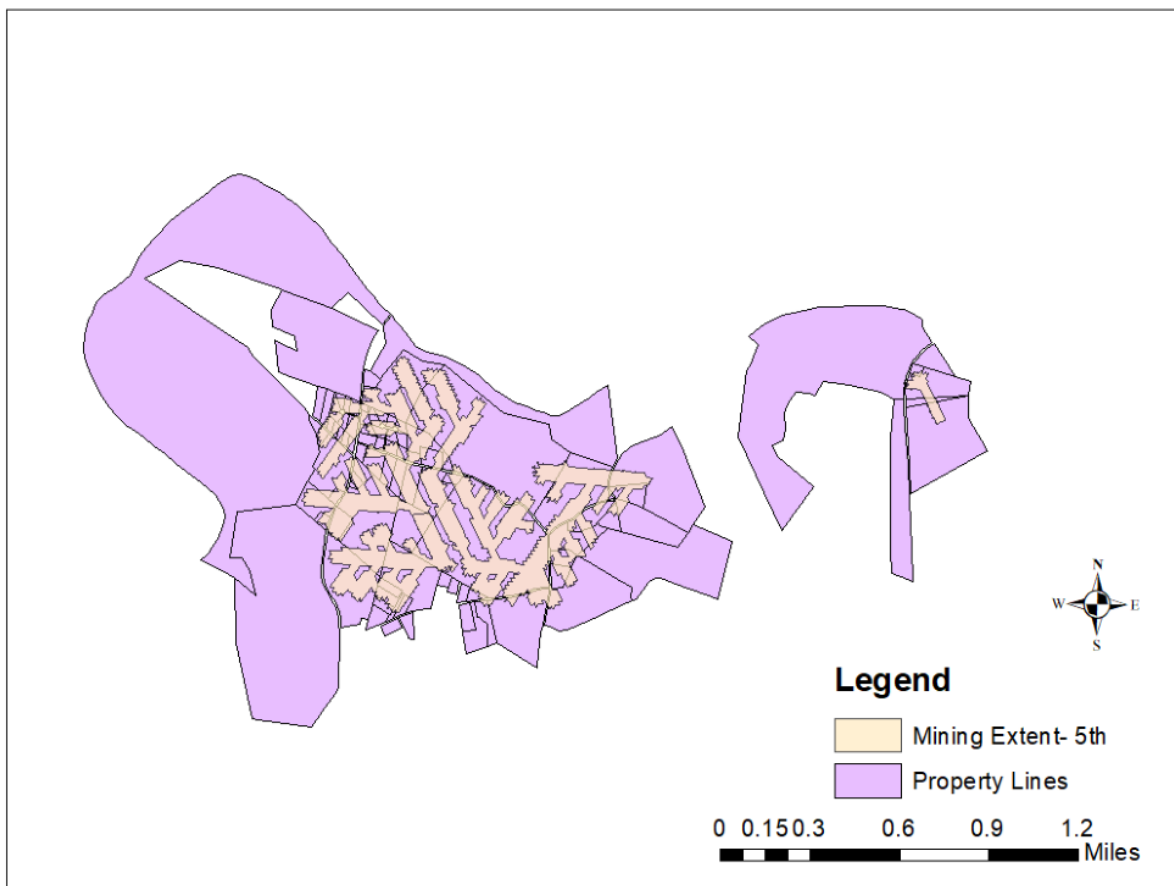 N
W E
S
Legend
Mining Extent- 5th
Property Lines
0 0.15 0.3 0.6 0.9 1.2
Miles